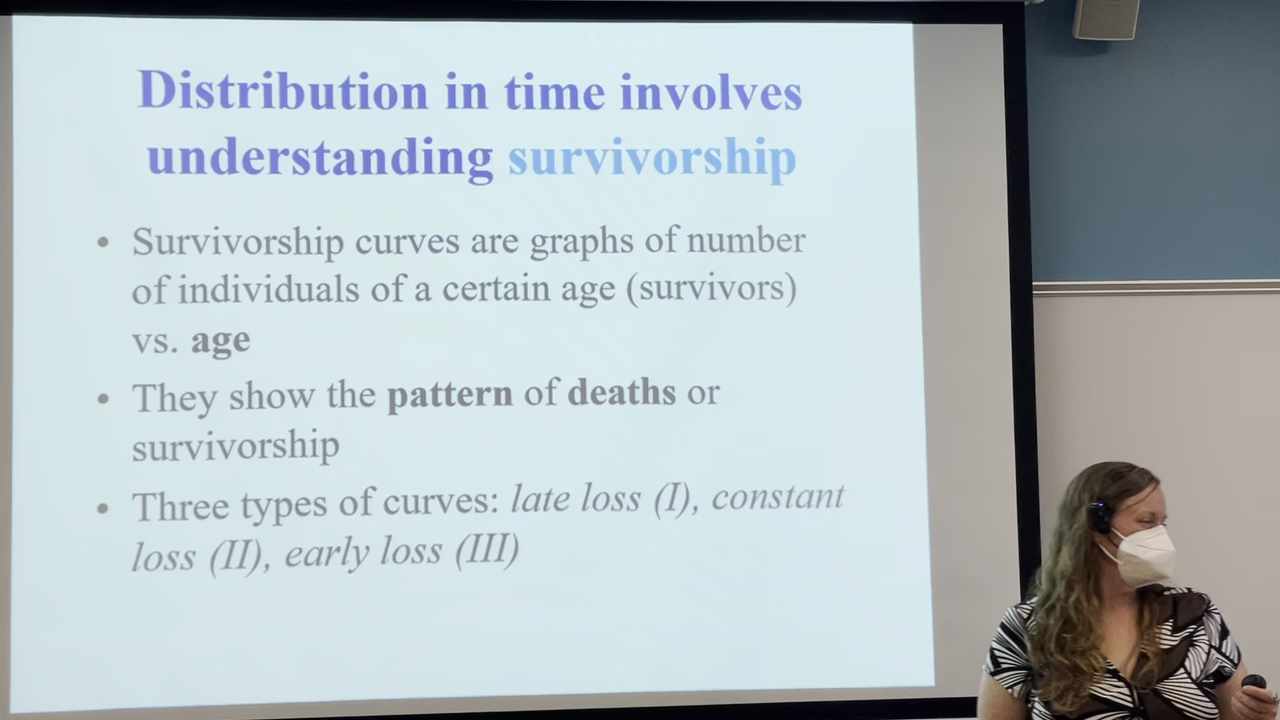 Distribution in time involves
understanding survivorship
• Survivorship curves are graphs of number
of individuals of a certain age (survivors)
vs. age
• They show the pattern of deaths or
survivorship
• Three types of curves: late loss (I), constant
loss (II), early loss (III)